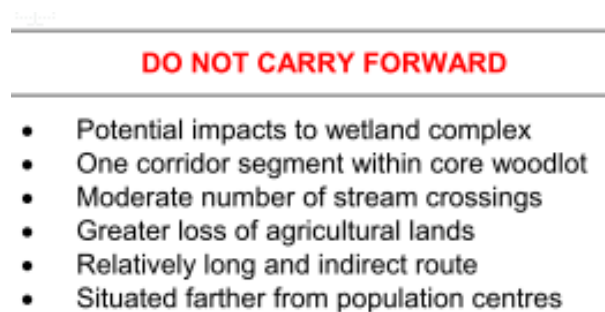 DO NOT CARRY FORWARD
• Potential impacts to wetland complex
• One corridor segment within core woodlot
• Moderate number of stream crossings
• Greater loss of agricultural lands
• Relatively long and indirect route
• Situated farther from population centres